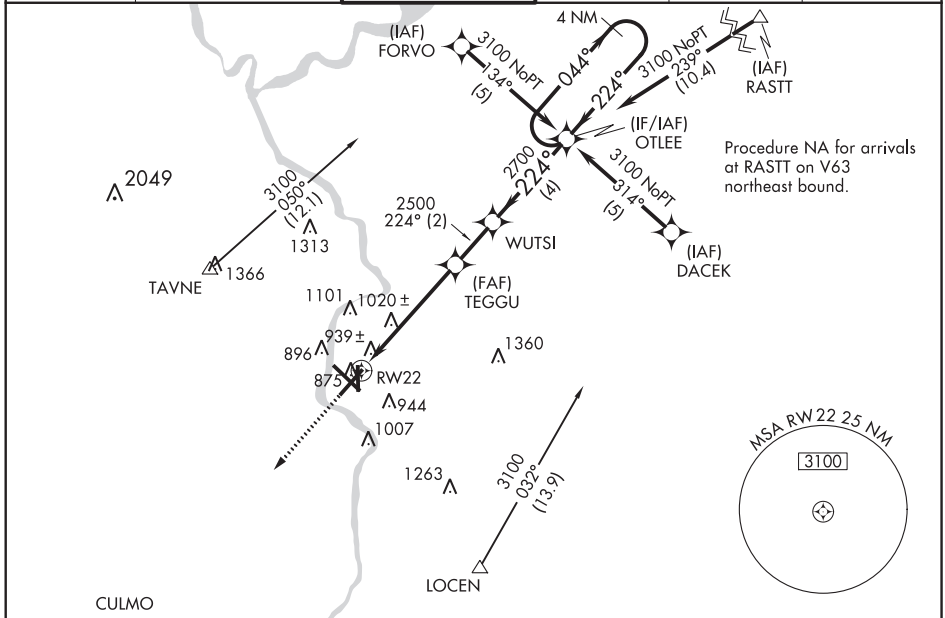 4 NM
(IAF)
FORVO
3100 NoPT
134°
(5)
044°
224°
3100 NoPT
239°
(10.4)
(IAF)
RASTT
(IF/IAF)
OTLEE
Procedure NA for arrivals
at RASTT on V63
northeast bound.
2049
3100
050°
(12.1)
1313
TAVNE
1366
2700
224°
(4)
2500
224° (2)
WUTSI
3100 NoPT
314°
(5)
(IAF)
DACEK
(FAF)
TEGGU
1101
1020 ±
939 ±
896
875
RW22
1360
944
1007
1263
3100
032°
(13.9)
LOCEN
MSA RW 22 25 NM
3100
CULMO